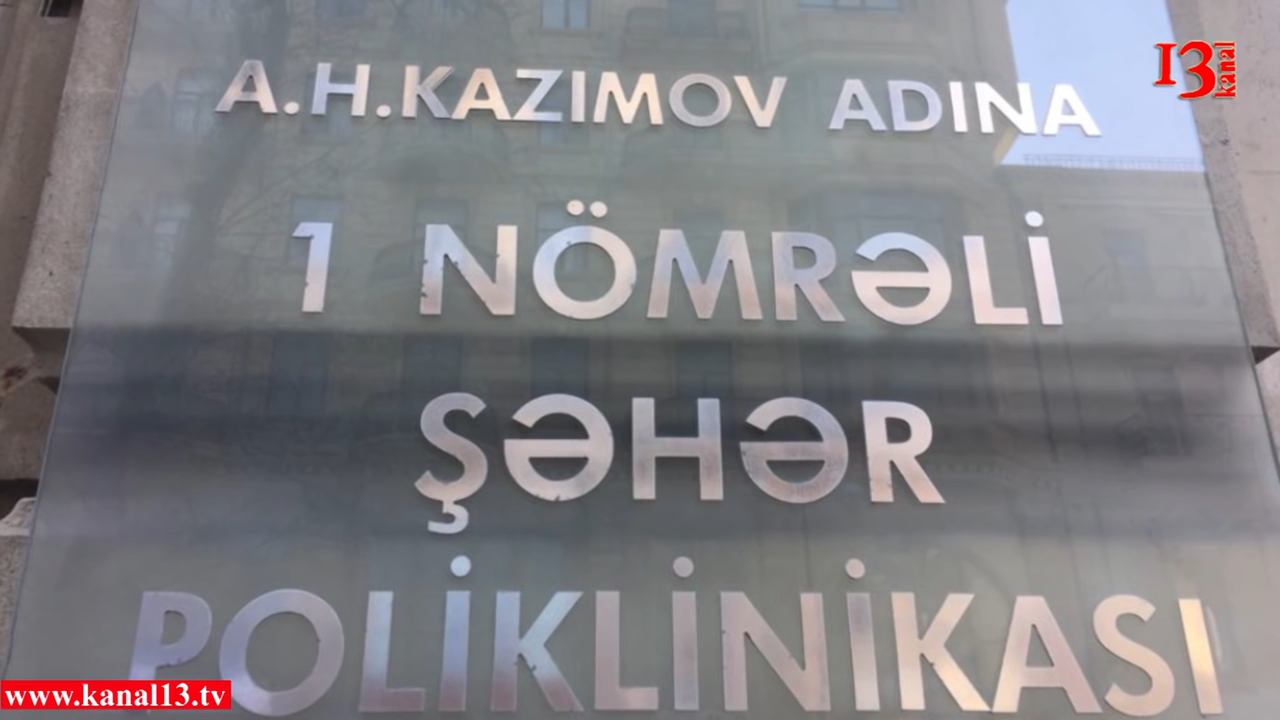 A.H.KAZIMOV ADINA
1 NÖMRƏLİ
ŞƏHƏR
POLİKLİNİKASI
13 kanal
www.kanal13.tv